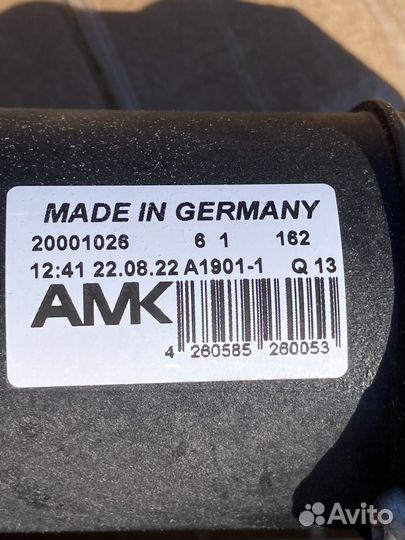 MADE IN GERMANY
20001026 6 1 162
12:41 22.08.22 A1901-1 Q 13
AMK
4 260585 260053
Avito